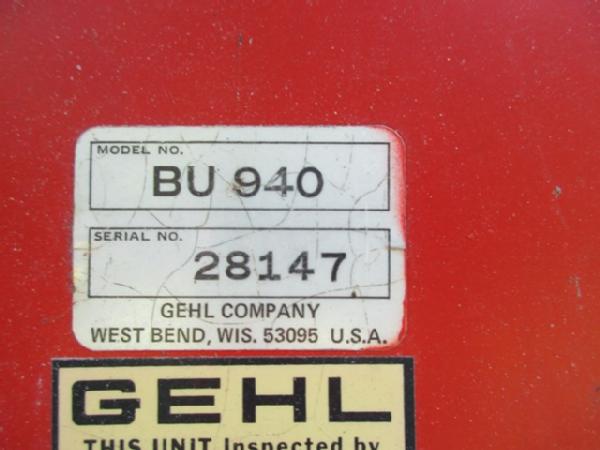 MODEL NO.
BU 940
SERIAL NO.
28147
GEHL COMPANY
WEST BEND, WIS. 53095 U.S.A.
GEHL
THIS UNIT Inspected by